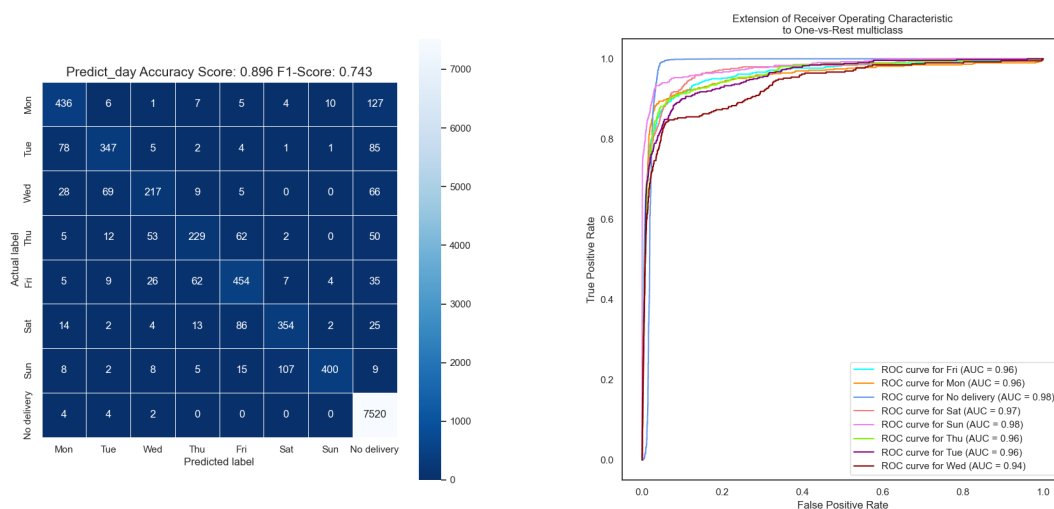 Predict_day Accuracy Score: 0.896 F1-Score: 0.743
Actual label
Mon 436 6 1 7 5 4 10 127
Tue 78 347 5 2 4 1 1 85
Wed 28 69 217 9 5 0 0 66
Thu 5 12 53 229 62 2 0 50
Fri 5 9 26 62 454 7 4 35
Sat 14 2 4 13 86 354 2 25
Sun 8 2 8 5 15 107 400 9
No delivery 4 4 2 0 0 0 0 7520
Mon Tue Wed Thu Fri Sat Sun No delivery
Predicted label
7000
6000
5000
4000
3000
2000
1000
0
Extension of Receiver Operating Characteristic
to One-vs-Rest multiclass
True Positive Rate
1.0
0.8
0.6
0.4
0.2
0.0
ROC curve for Fri (AUC = 0.96)
ROC curve for Mon (AUC = 0.96)
ROC curve for No delivery (AUC = 0.98)
ROC curve for Sat (AUC = 0.97)
ROC curve for Sun (AUC = 0.98)
ROC curve for Thu (AUC = 0.96)
ROC curve for Tue (AUC = 0.96)
ROC curve for Wed (AUC = 0.94)
0.0 0.2 0.4 0.6 0.8 1.0
False Positive Rate